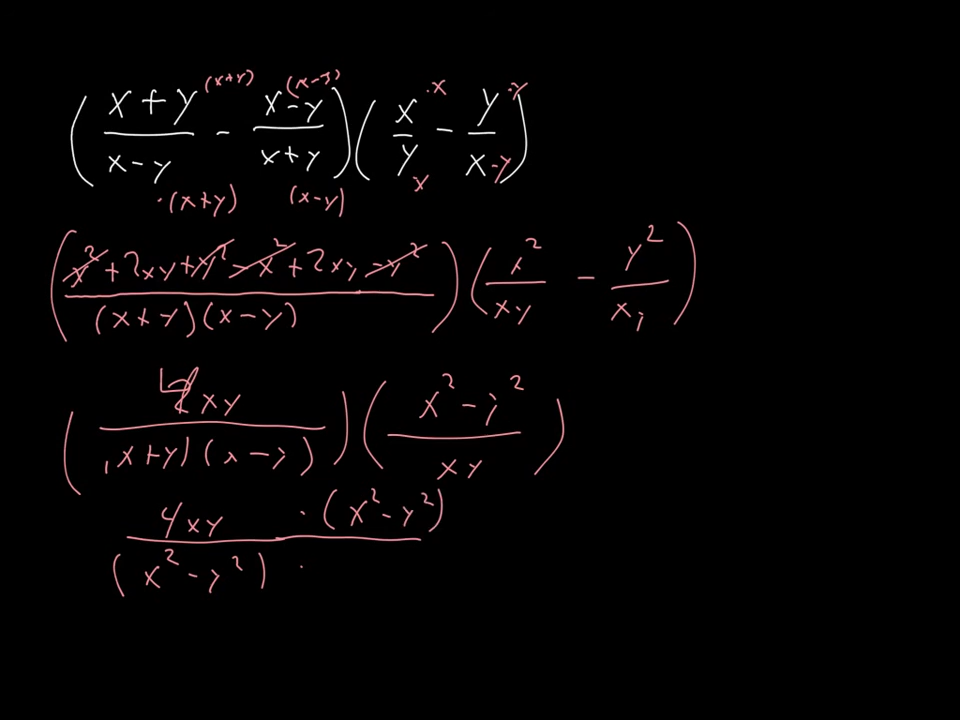 ( (x+y)/(x-y) · (x+y)/(x+y) - (x-y)/(x+y) · (x-y)/(x-y) ) ( x/y · x/x - y/x · y/y )
( (x² + 2xy + y² - x² + 2xy - y²) / ((x+y)(x-y)) ) ( x²/(xy) - y²/(xy) )
( 4xy / ((x+y)(x-y)) ) ( (x² - y²) / (xy) )
4xy · (x² - y²) / (x² - y²) ·